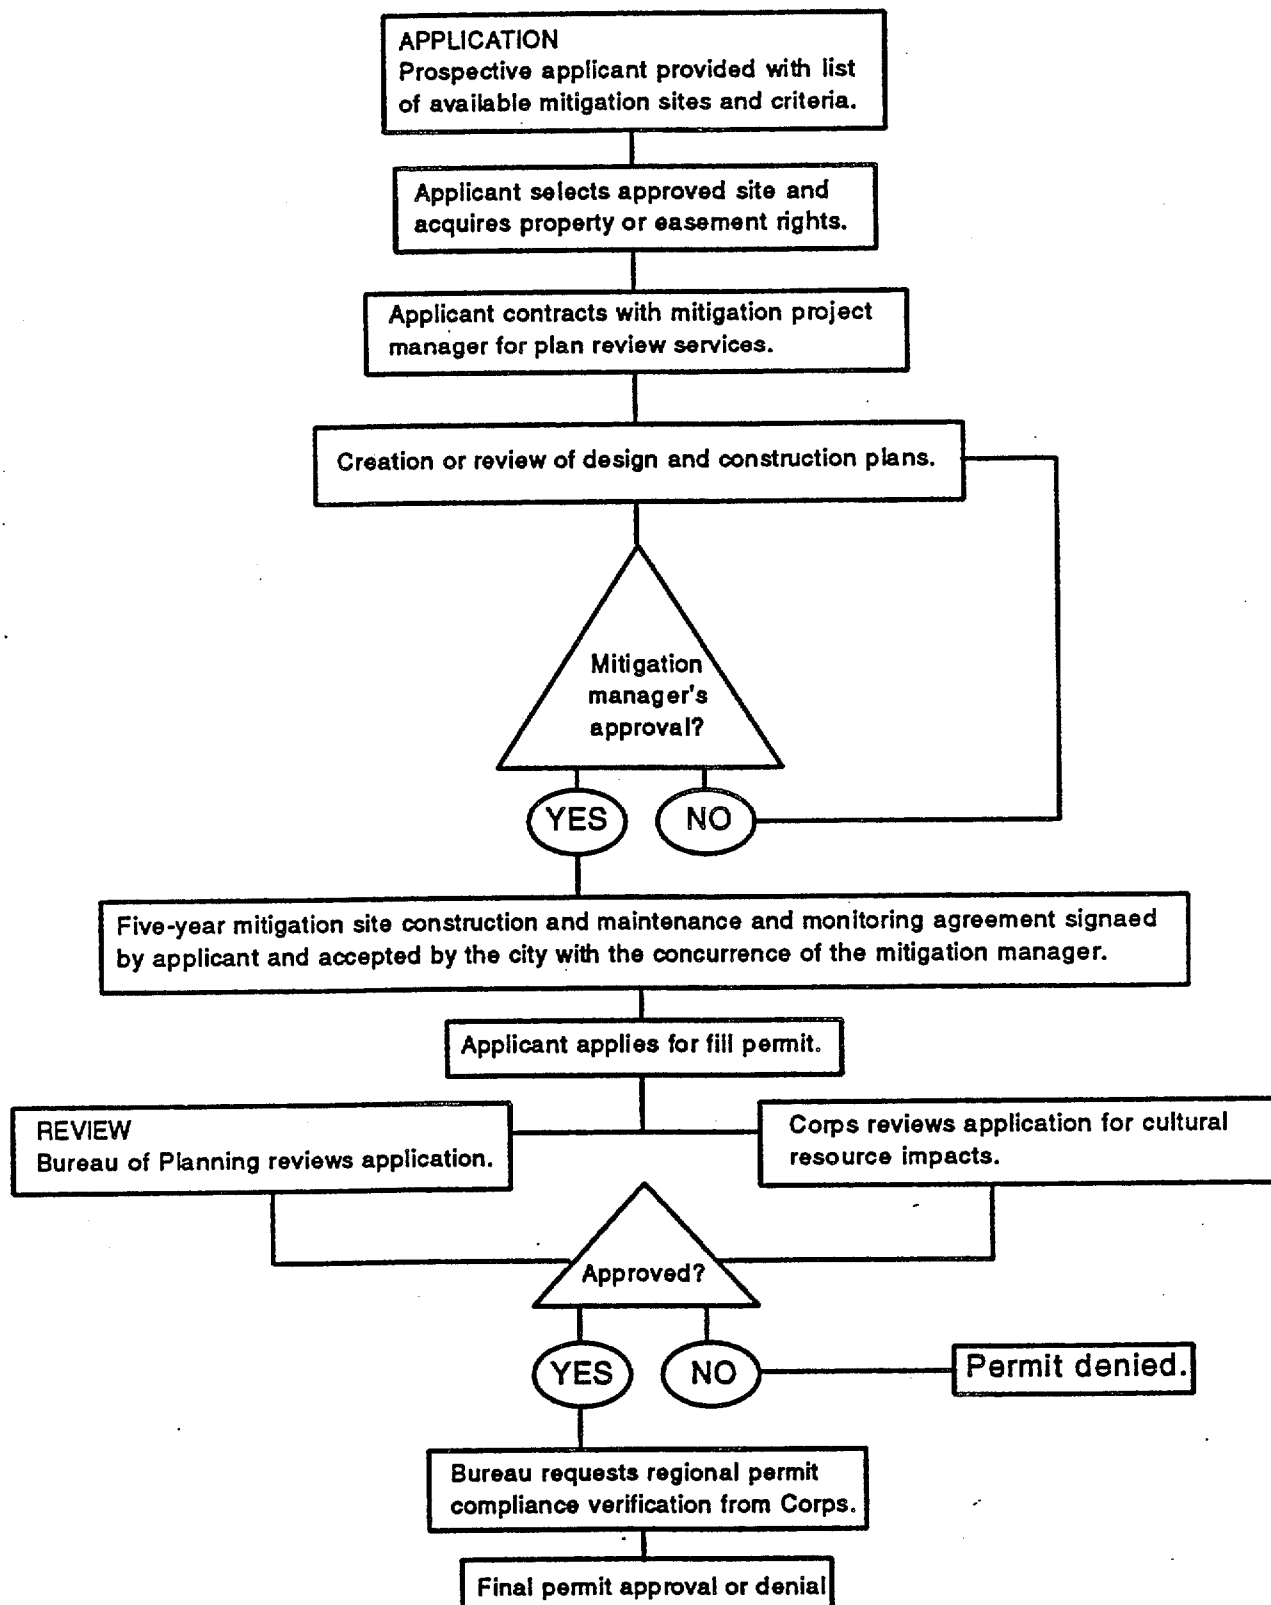 APPLICATION
Prospective applicant provided with list
of available mitigation sites and criteria.
Applicant selects approved site and
acquires property or easement rights.
Applicant contracts with mitigation project
manager for plan review services.
Creation or review of design and construction plans.
Mitigation
manager's
approval?
YES
NO
Five-year mitigation site construction and maintenance and monitoring agreement signaed
by applicant and accepted by the city with the concurrence of the mitigation manager.
Applicant applies for fill permit.
REVIEW
Bureau of Planning reviews application.
Corps reviews application for cultural
resource impacts.
Approved?
YES
NO
Permit denied.
Bureau requests regional permit
compliance verification from Corps.
Final permit approval or denial